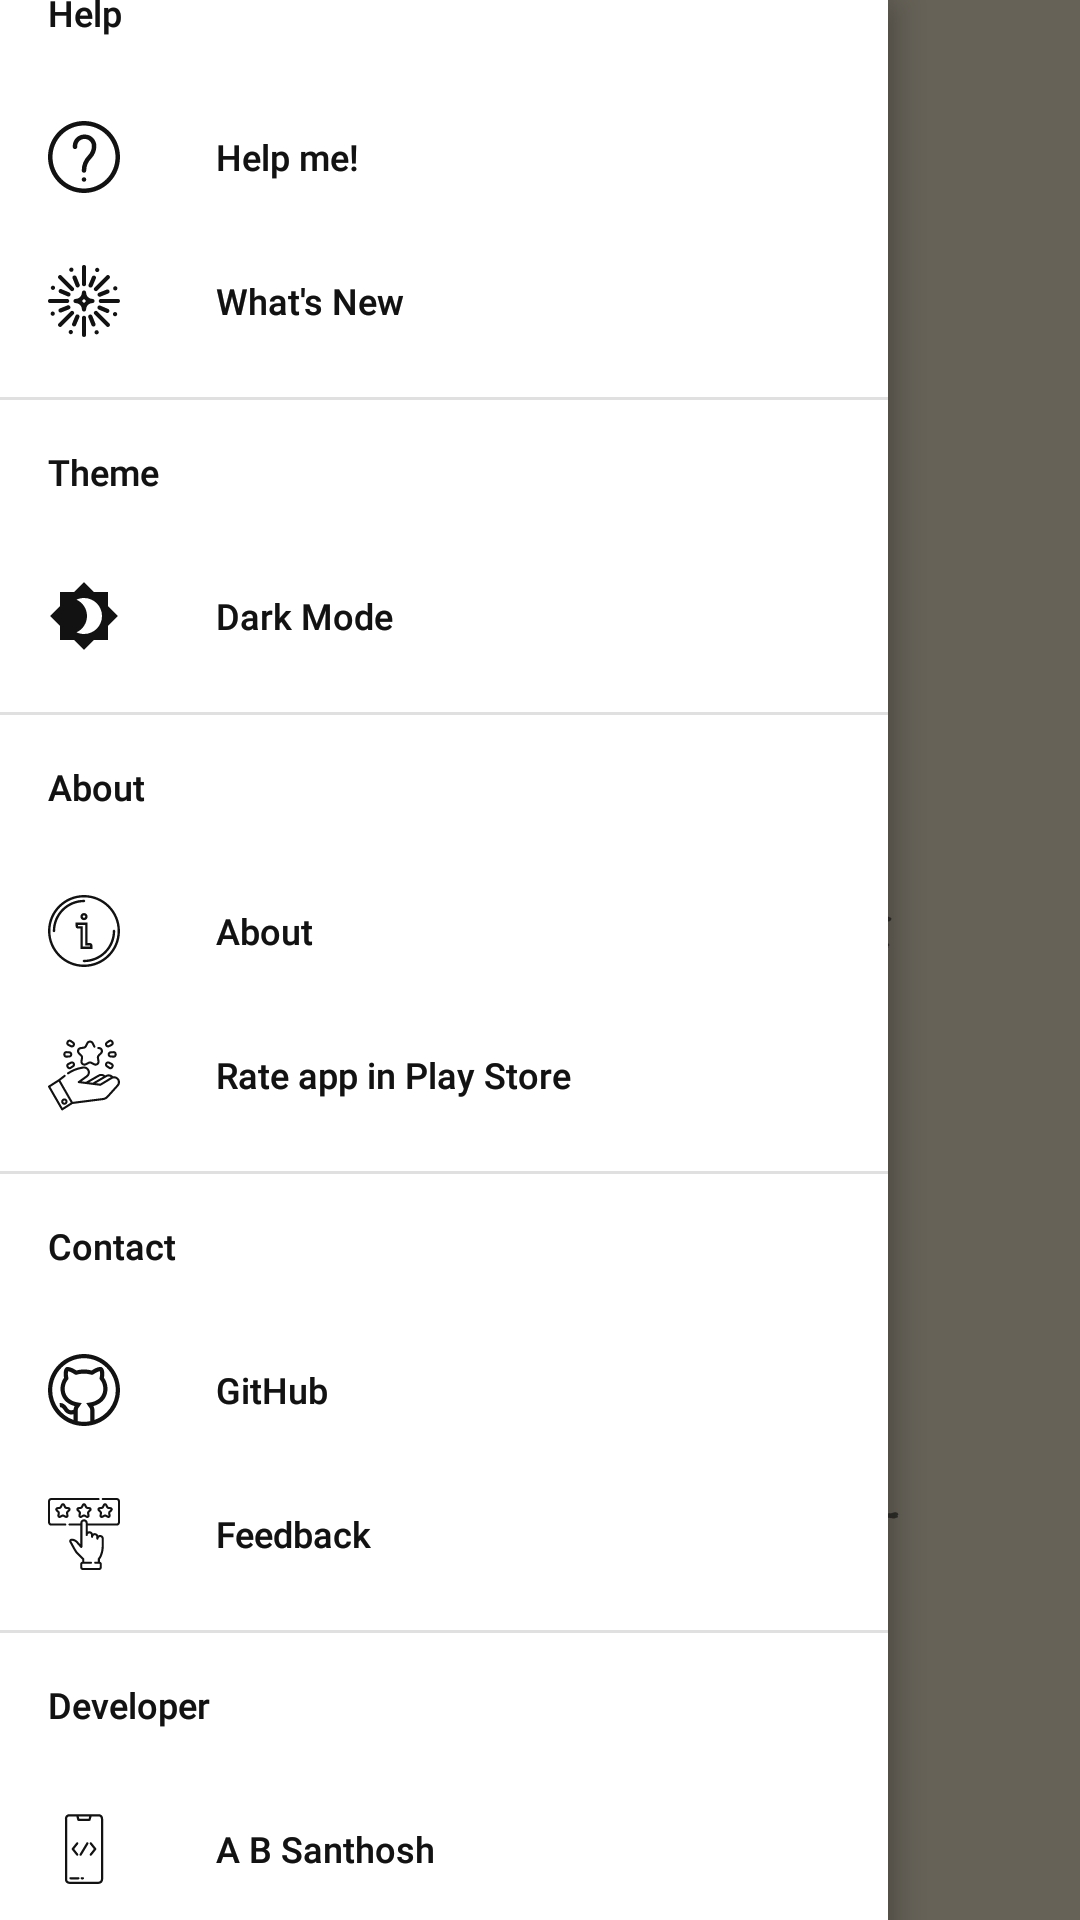 Help
Help me!
What's New
Theme
Dark Mode
About
About
Rate app in Play Store
Contact
GitHub
Feedback
Developer
A B Santhosh